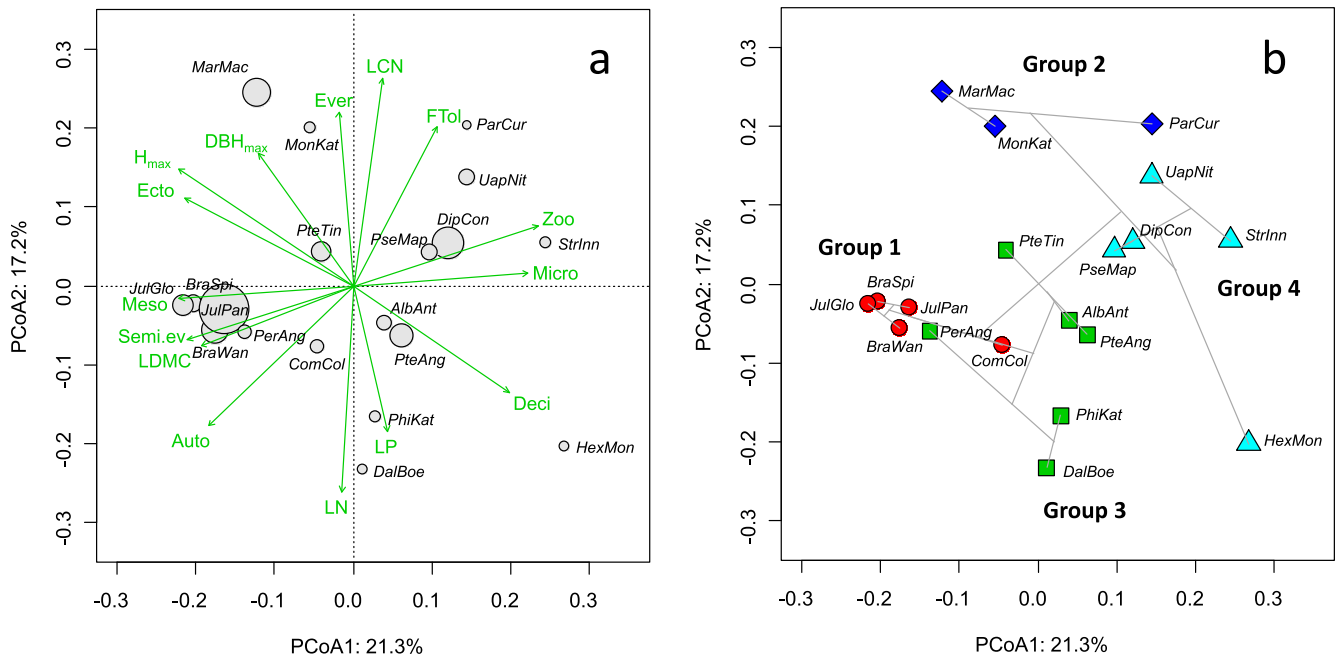 a
MarMac
LCN
Ever
FTol
ParCur
MonKat
DBHmax
Hmax
Ecto
UapNit
Zoo
DipCon
PteTin
PseMap
StrInn
Micro
JulGlo
BraSpi
Meso
JulPan
AlbAnt
Semi.ev
PerAng
BraWan
LDMC
ComCol
PteAng
Deci
Auto
PhiKat
LP
HexMon
DalBoe
LN
0.3
0.2
0.1
0.0
-0.1
-0.2
-0.3
PCoA2: 17.2%
-0.3 -0.2 -0.1 0.0 0.1 0.2 0.3
PCoA1: 21.3%
b
Group 2
MarMac
ParCur
MonKat
UapNit
Group 1
PteTin
DipCon
StrInn
PseMap
BraSpi
Group 4
JulGlo
JulPan
AlbAnt
PerAng
PteAng
BraWan
ComCol
PhiKat
HexMon
DalBoe
Group 3
0.3
0.2
0.1
0.0
-0.1
-0.2
-0.3
PCoA2: 17.2%
-0.3 -0.2 -0.1 0.0 0.1 0.2 0.3
PCoA1: 21.3%